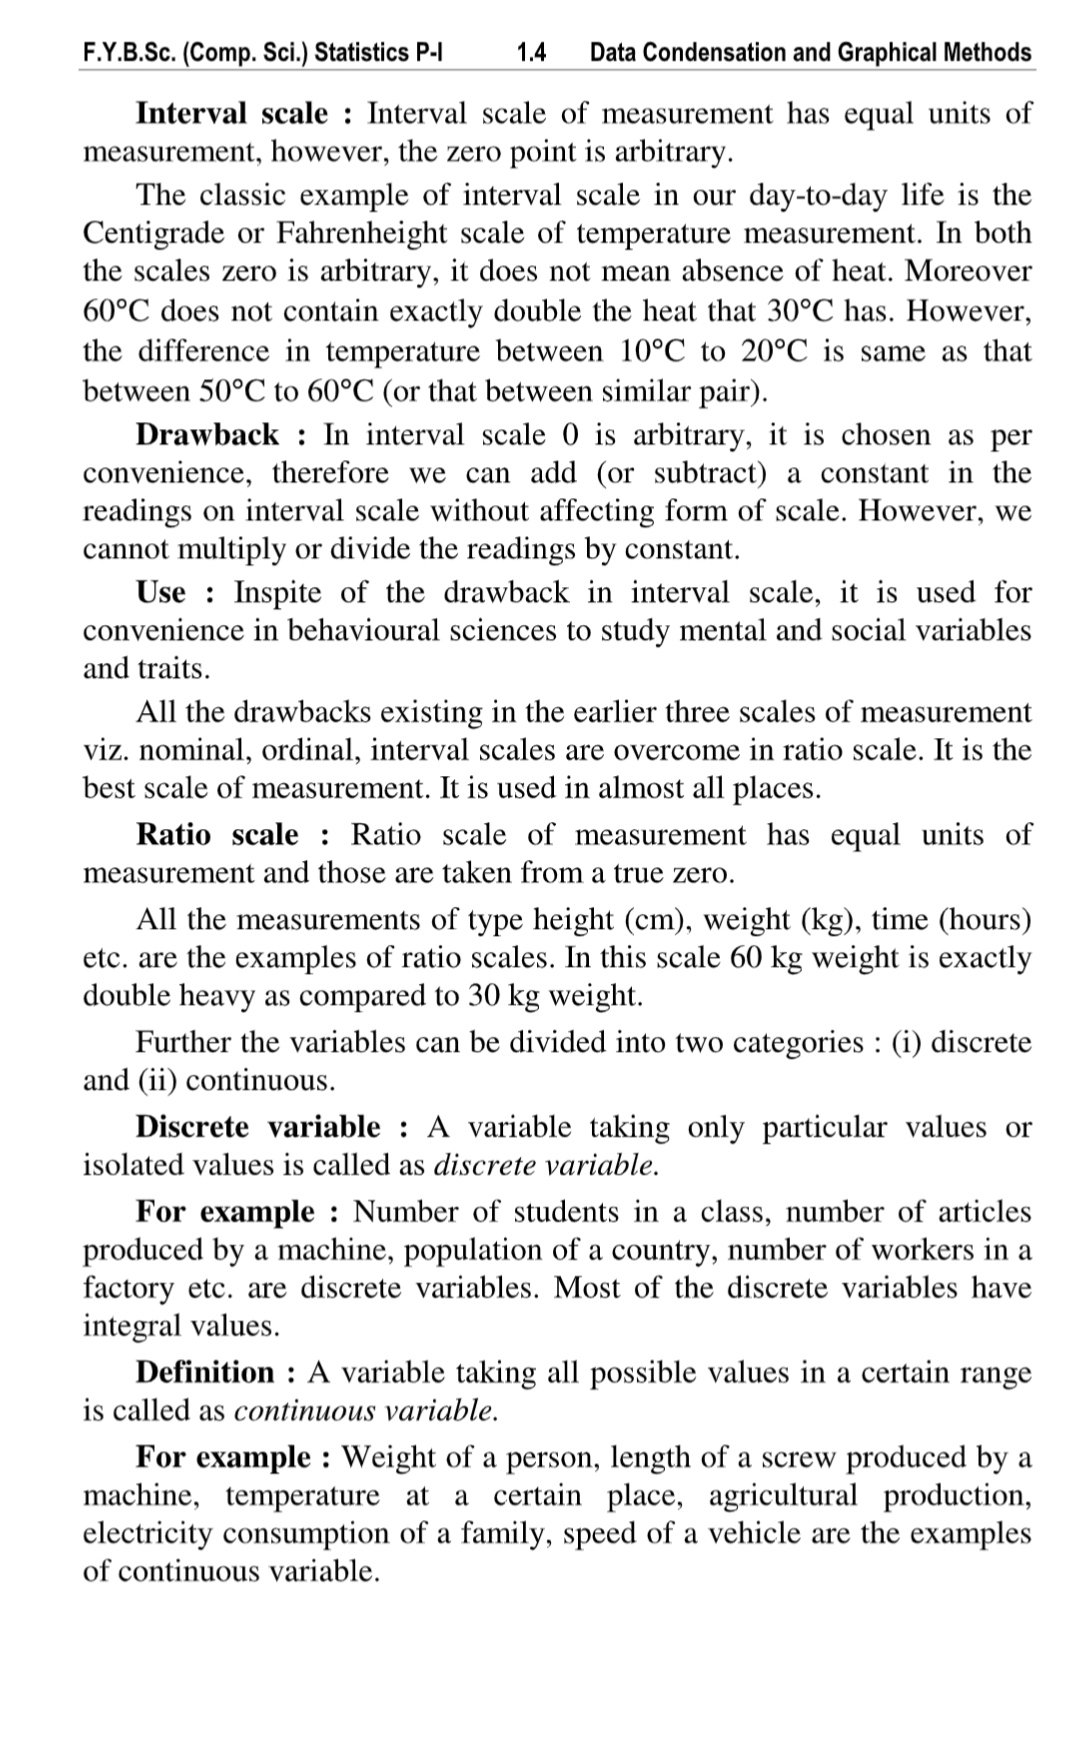 F.Y.B.Sc. (Comp. Sci.) Statistics P-I 1.4 Data Condensation and Graphical Methods
Interval scale : Interval scale of measurement has equal units of
measurement, however, the zero point is arbitrary.
The classic example of interval scale in our day-to-day life is the
Centigrade or Fahrenheight scale of temperature measurement. In both
the scales zero is arbitrary, it does not mean absence of heat. Moreover
60°C does not contain exactly double the heat that 30°C has. However,
the difference in temperature between 10°C to 20°C is same as that
between 50°C to 60°C (or that between similar pair).
Drawback : In interval scale 0 is arbitrary, it is chosen as per
convenience, therefore we can add (or subtract) a constant in the
readings on interval scale without affecting form of scale. However, we
cannot multiply or divide the readings by constant.
Use : Inspite of the drawback in interval scale, it is used for
convenience in behavioural sciences to study mental and social variables
and traits.
All the drawbacks existing in the earlier three scales of measurement
viz. nominal, ordinal, interval scales are overcome in ratio scale. It is the
best scale of measurement. It is used in almost all places.
Ratio scale : Ratio scale of measurement has equal units of
measurement and those are taken from a true zero.
All the measurements of type height (cm), weight (kg), time (hours)
etc. are the examples of ratio scales. In this scale 60 kg weight is exactly
double heavy as compared to 30 kg weight.
Further the variables can be divided into two categories : (i) discrete
and (ii) continuous.
Discrete variable : A variable taking only particular values or
isolated values is called as discrete variable.
For example : Number of students in a class, number of articles
produced by a machine, population of a country, number of workers in a
factory etc. are discrete variables. Most of the discrete variables have
integral values.
Definition : A variable taking all possible values in a certain range
is called as continuous variable.
For example : Weight of a person, length of a screw produced by a
machine, temperature at a certain place, agricultural production,
electricity consumption of a family, speed of a vehicle are the examples
of continuous variable.